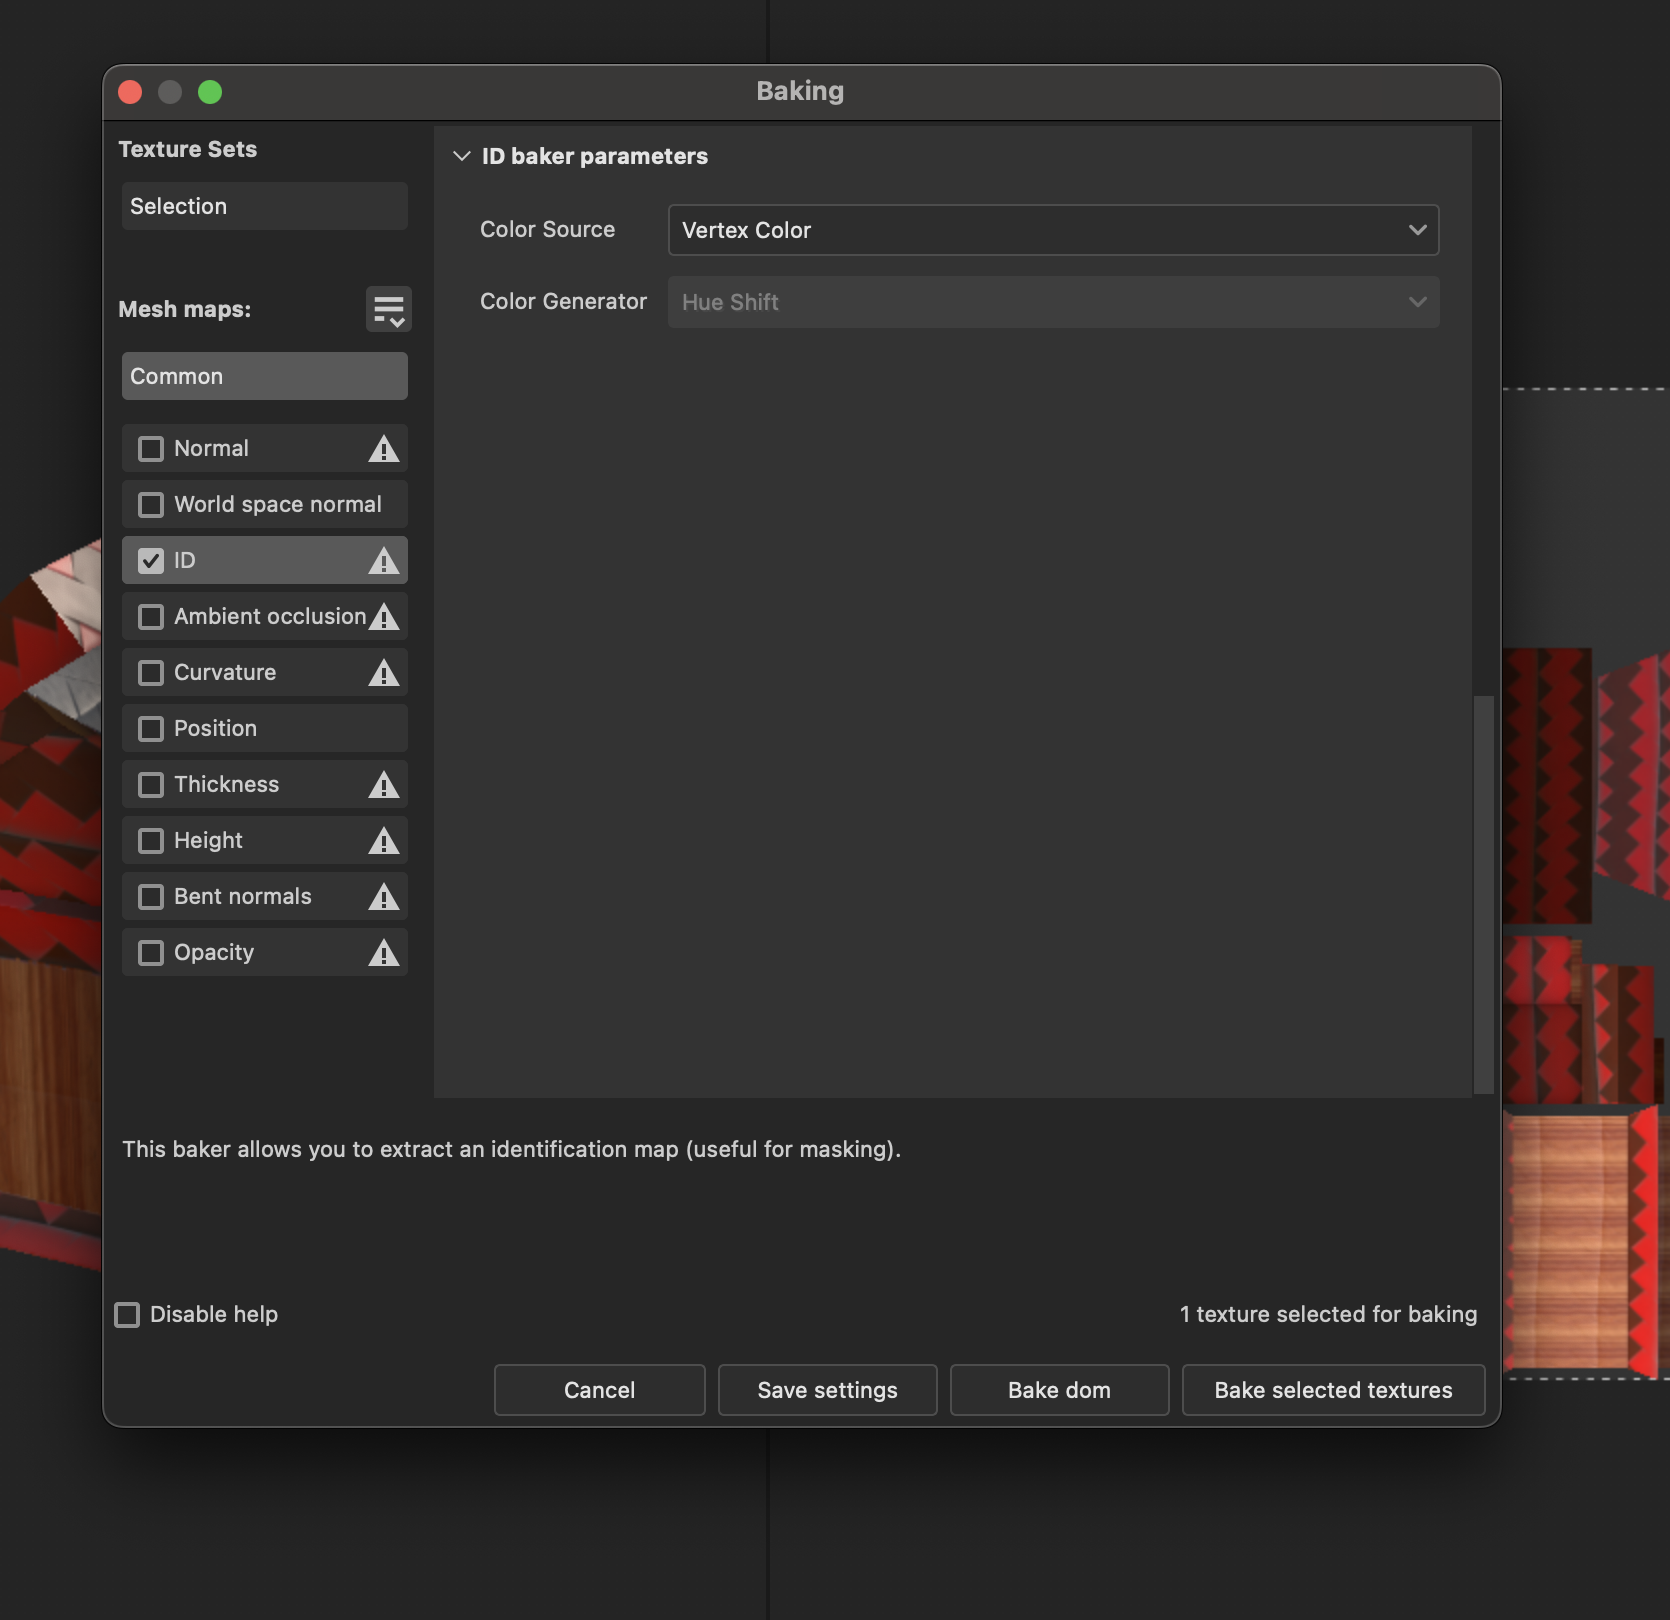 Baking
Texture Sets
Selection
Mesh maps:
Common
Normal
World space normal
ID
Ambient occlusion
Curvature
Position
Thickness
Height
Bent normals
Opacity
ID baker parameters
Color Source Vertex Color
Color Generator Hue Shift
This baker allows you to extract an identification map (useful for masking).
Disable help
1 texture selected for baking
Cancel
Save settings
Bake dom
Bake selected textures